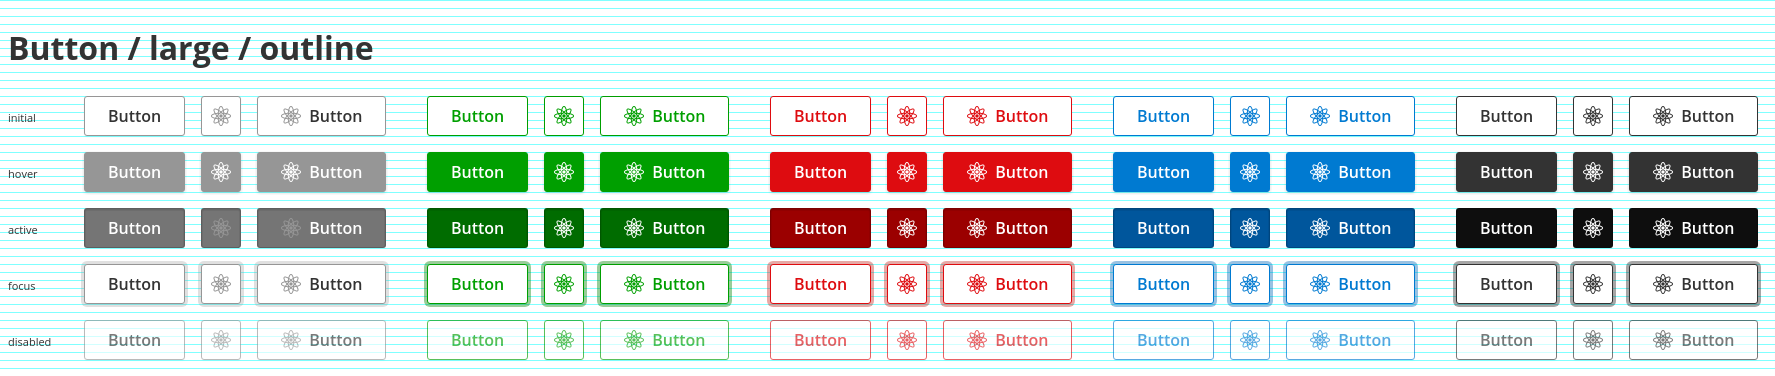 Button / large / outline
initial Button Button Button Button Button Button Button Button Button Button
hover Button Button Button Button Button Button Button Button Button Button
active Button Button Button Button Button Button Button Button Button Button
focus Button Button Button Button Button Button Button Button Button Button
disabled Button Button Button Button Button Button Button Button Button Button